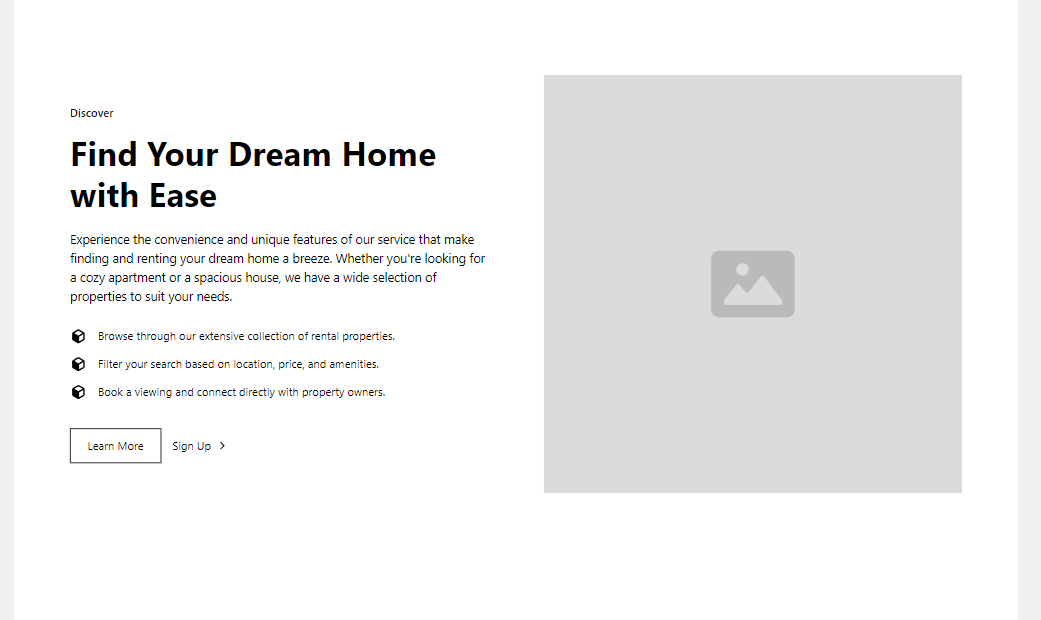 Discover
Find Your Dream Home
with Ease
Experience the convenience and unique features of our service that make
finding and renting your dream home a breeze. Whether you're looking for
a cozy apartment or a spacious house, we have a wide selection of
properties to suit your needs.
Browse through our extensive collection of rental properties.
Filter your search based on location, price, and amenities.
Book a viewing and connect directly with property owners.
Learn More
Sign Up